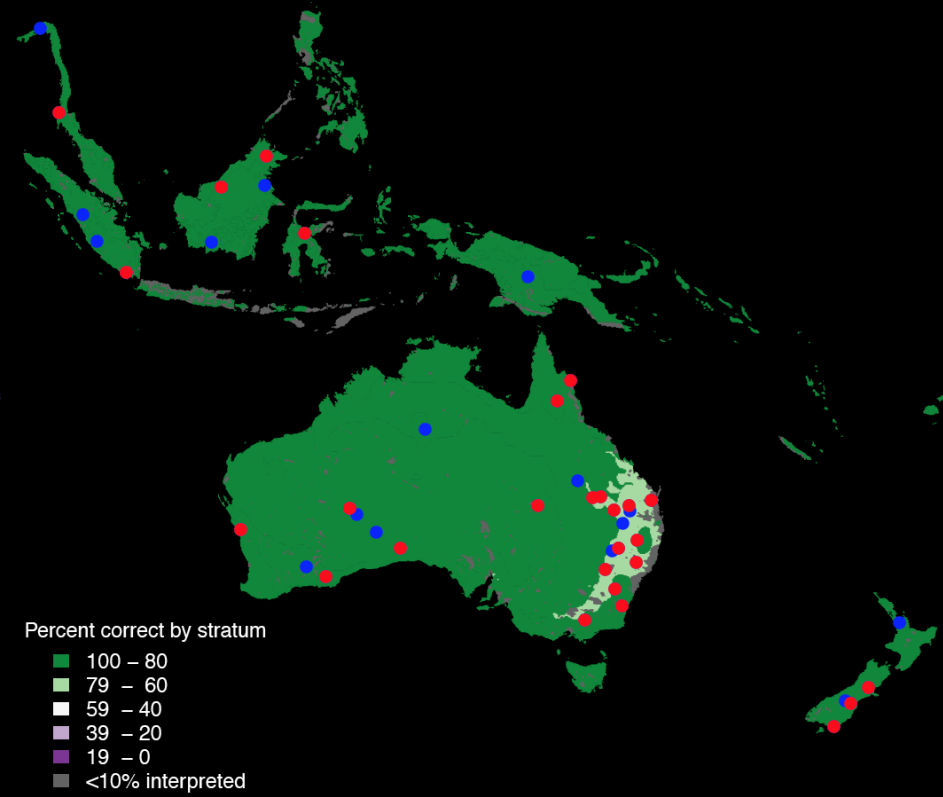 Percent correct by stratum
100 – 80
79 – 60
59 – 40
39 – 20
19 – 0
<10% interpreted